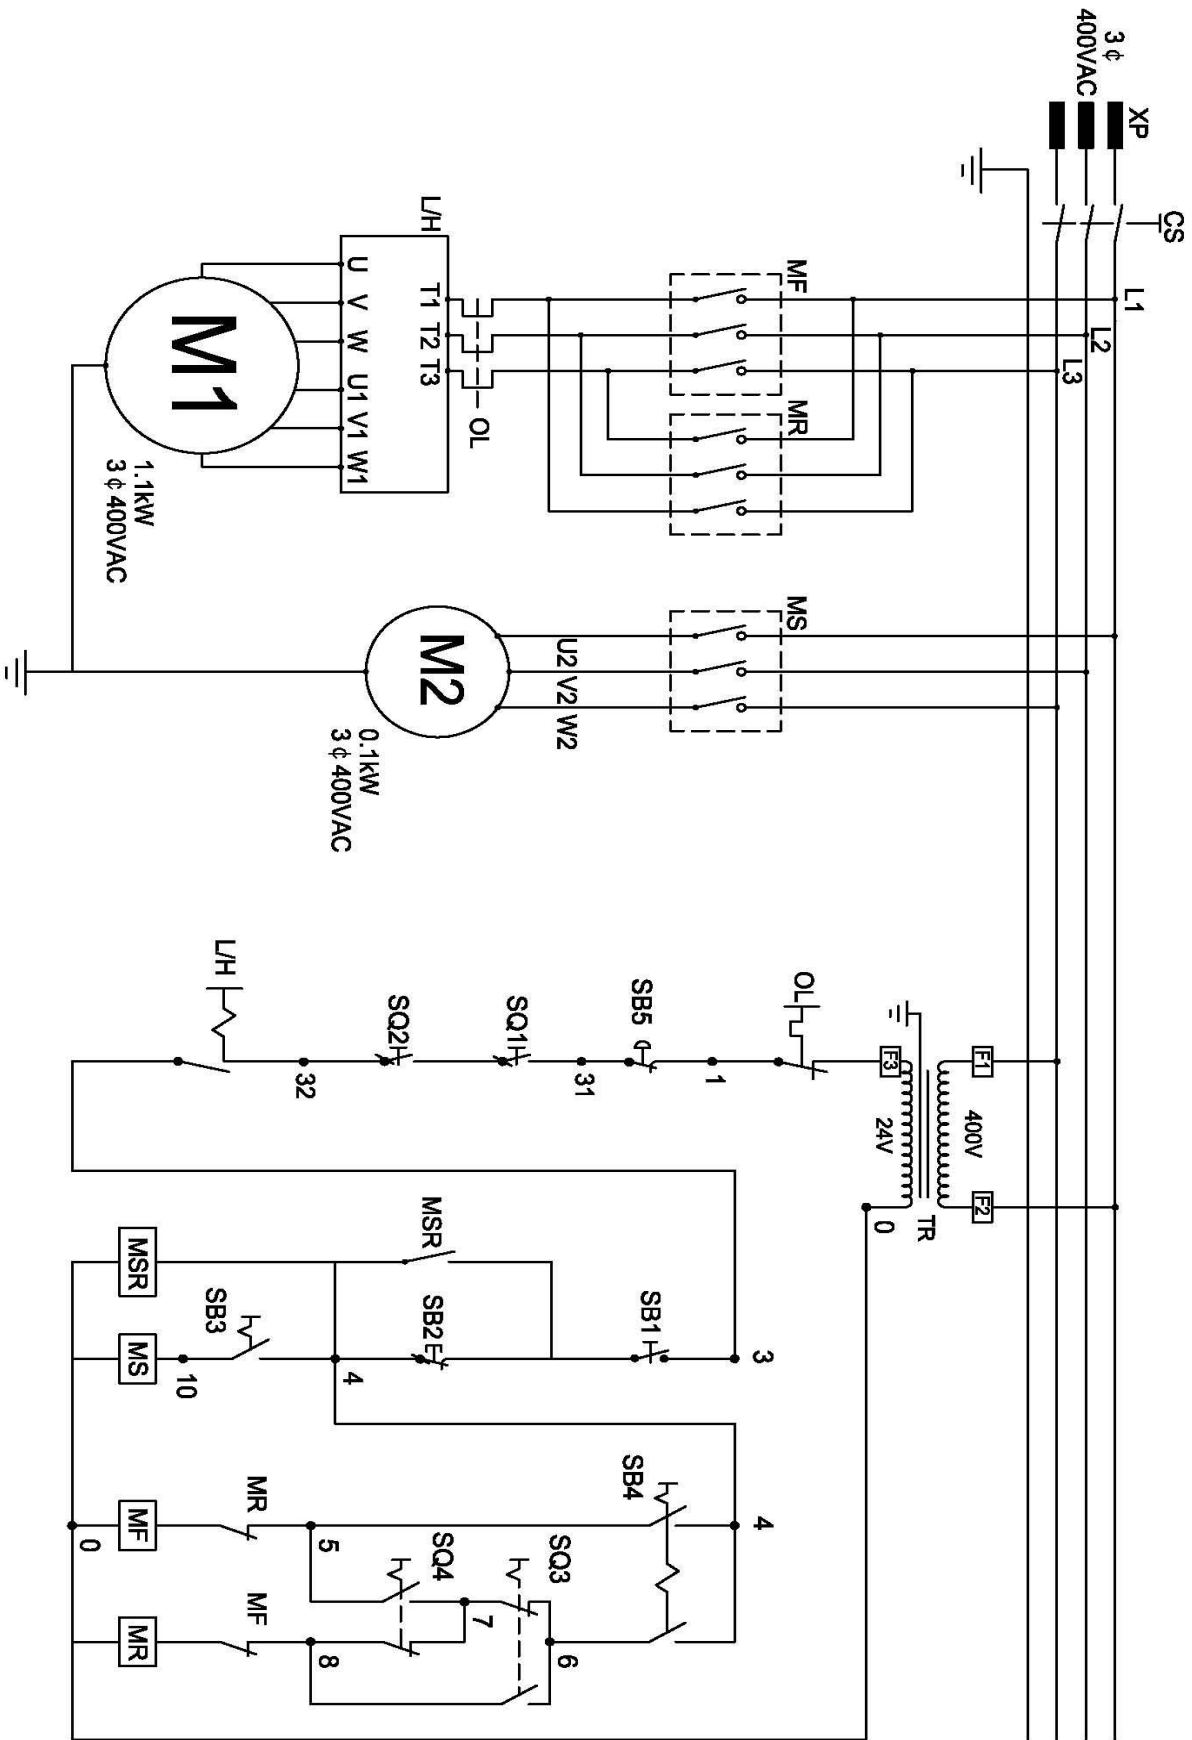 3 ¢
400VAC
XP
CS
L1
L2
L3
MF
MR
MS
OL
L/H
T1 T2 T3
U V W U1 V1 W1
M1
1.1kW
3 ¢ 400VAC
U2 V2 W2
M2
0.1kW
3 ¢ 400VAC
F1
400V
F2
TR
F3
24V
0
OL
1
SB5
31
SQ1
SQ2
32
L/H
3
SB1
MSR
SB2
4
SB3
10
MSR
MS
4
SB4
SQ3
6
7
SQ4
5
8
MR
MF
0
MF
MR